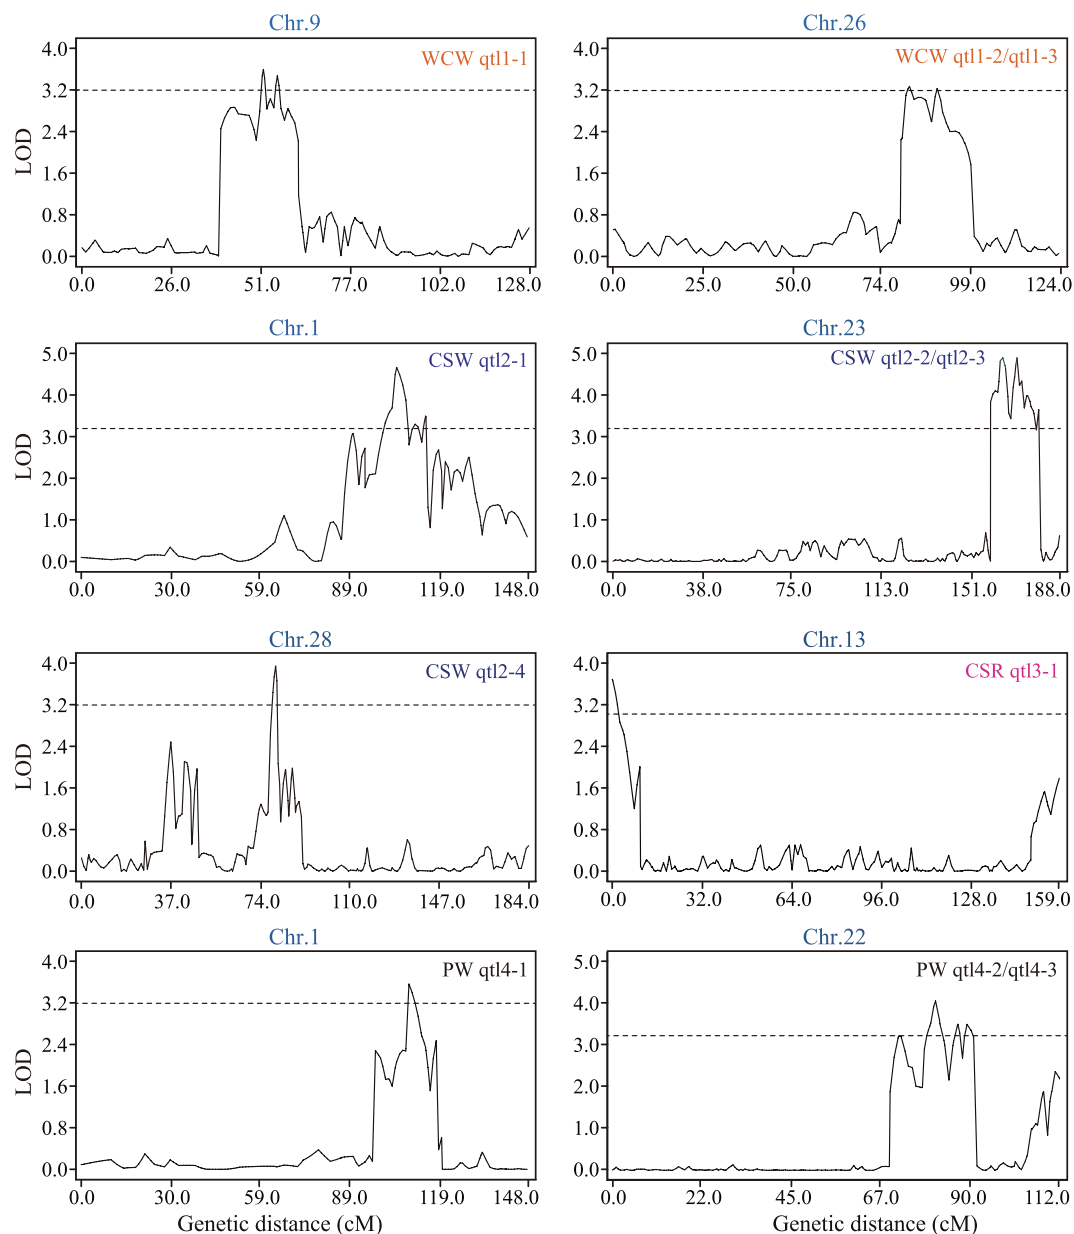 Chr.9
WCW qtl1-1
LOD
4.0
3.2
2.4
1.6
0.8
0.0
0.0 26.0 51.0 77.0 102.0 128.0
Chr.26
WCW qtl1-2/qtl1-3
4.0
3.2
2.4
1.6
0.8
0.0
0.0 25.0 50.0 74.0 99.0 124.0
Chr.1
CSW qtl2-1
LOD
5.0
4.0
3.0
2.0
1.0
0.0
0.0 30.0 59.0 89.0 119.0 148.0
Chr.23
CSW qtl2-2/qtl2-3
5.0
4.0
3.0
2.0
1.0
0.0
0.0 38.0 75.0 113.0 151.0 188.0
Chr.28
CSW qtl2-4
LOD
4.0
3.2
2.4
1.6
0.8
0.0
0.0 37.0 74.0 110.0 147.0 184.0
Chr.13
CSR qtl3-1
4.0
3.2
2.4
1.6
0.8
0.0
0.0 32.0 64.0 96.0 128.0 159.0
Chr.1
PW qtl4-1
LOD
4.0
3.2
2.4
1.6
0.8
0.0
0.0 30.0 59.0 89.0 119.0 148.0
Genetic distance (cM)
Chr.22
PW qtl4-2/qtl4-3
5.0
4.0
3.0
2.0
1.0
0.0
0.0 22.0 45.0 67.0 90.0 112.0
Genetic distance (cM)